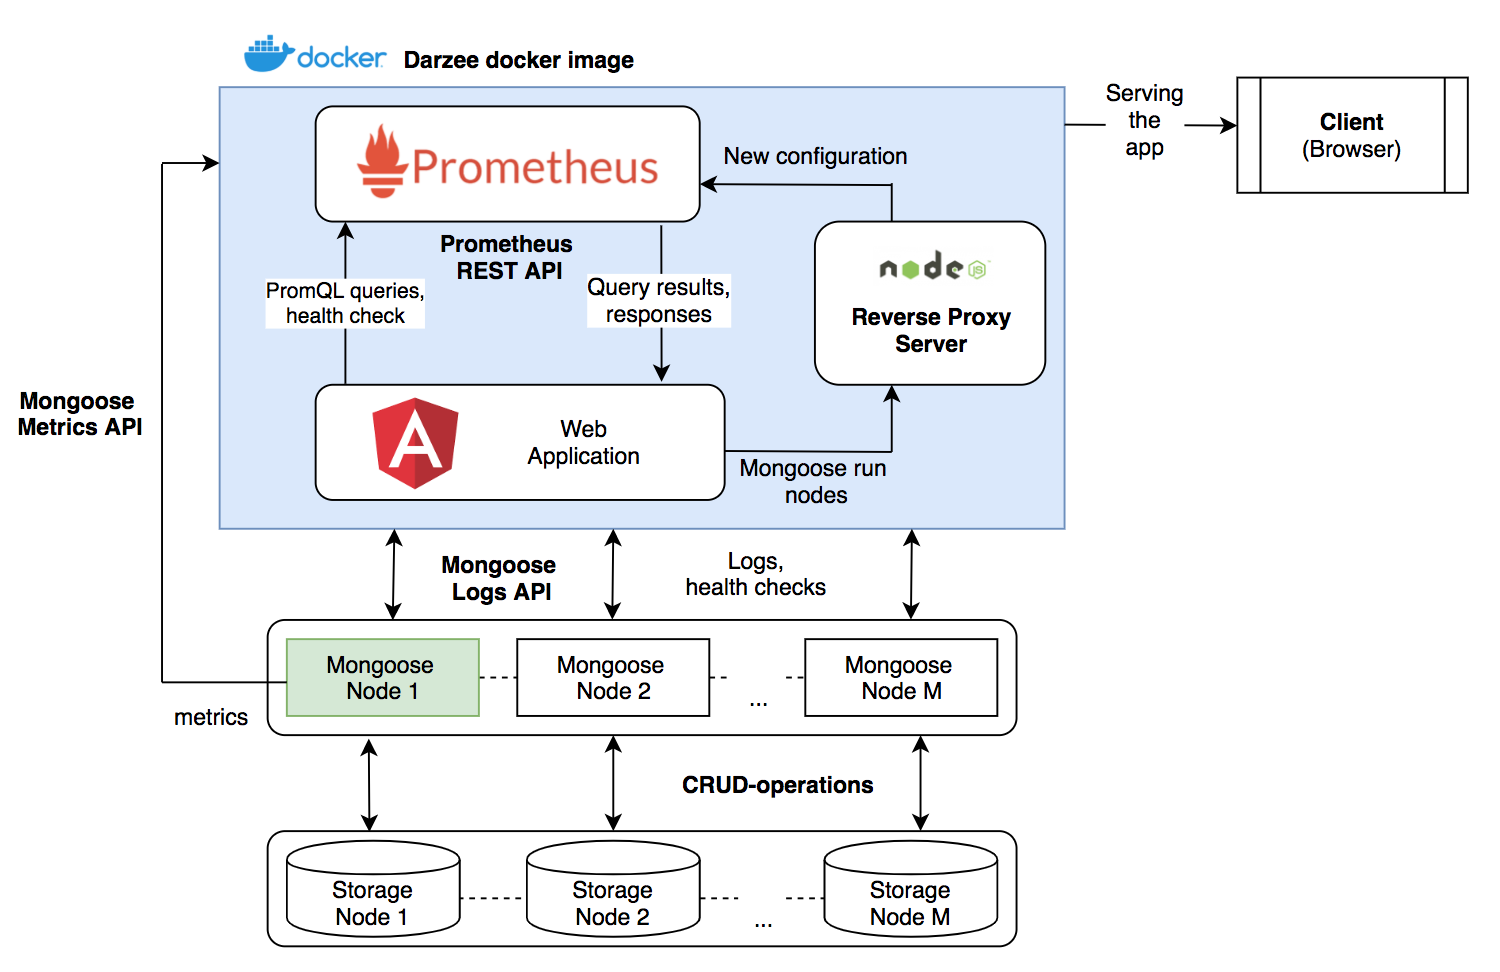 docker
Darzee docker image
Serving
the
app
Client
(Browser)
Prometheus
New configuration
Prometheus
REST API
PromQL queries,
health check
Query results,
responses
node
JS
Reverse Proxy
Server
Mongoose
Metrics API
Web
Application
Mongoose run
nodes
Mongoose
Logs API
Logs,
health checks
Mongoose
Node 1
Mongoose
Node 2
...
Mongoose
Node M
metrics
CRUD-operations
Storage
Node 1
Storage
Node 2
...
Storage
Node M